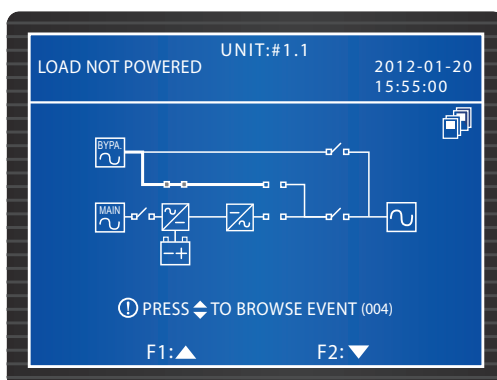 UNIT:#1.1
LOAD NOT POWERED
2012-01-20
15:55:00
BYPA.
MAIN
PRESS TO BROWSE EVENT (004)
F1:
F2: